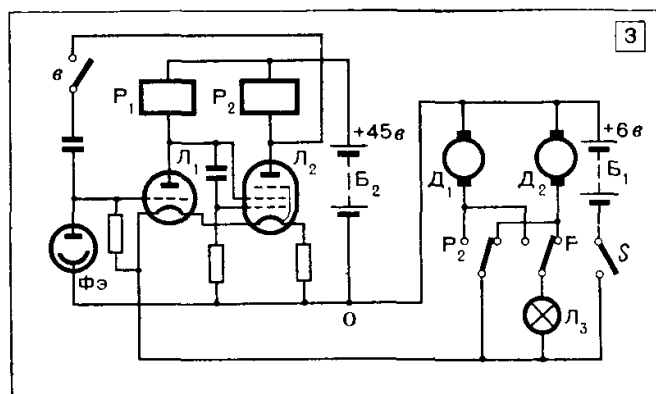 3
в
Р₁
Р₂
Л₁
Л₂
+45в
Б₂
Фэ
О
Д₁
Д₂
+6в
Б₁
Р₂
Р
S
Л₃